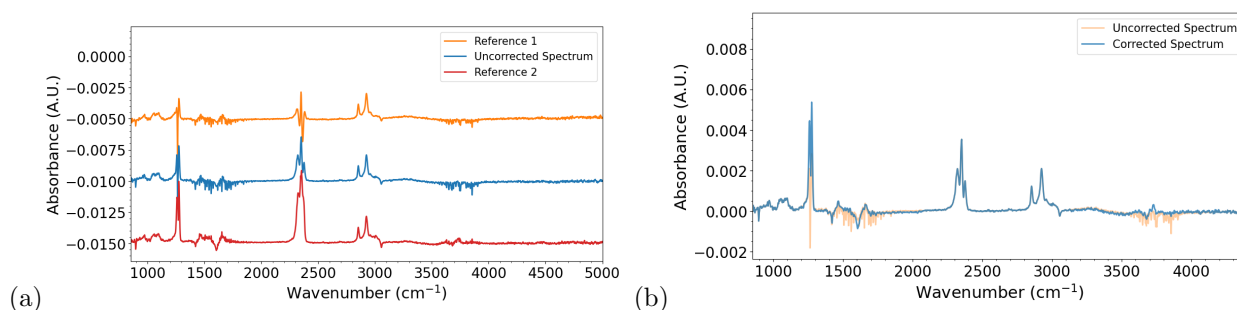 Reference 1
Uncorrected Spectrum
Reference 2
0.0000
−0.0025
−0.0050
−0.0075
−0.0100
−0.0125
−0.0150
Absorbance (A.U.)
1000 1500 2000 2500 3000 3500 4000 4500 5000
Wavenumber (cm⁻¹)
(a)
Uncorrected Spectrum
Corrected Spectrum
0.008
0.006
0.004
0.002
0.000
−0.002
Absorbance (A.U.)
1000 1500 2000 2500 3000 3500 4000
Wavenumber (cm⁻¹)
(b)